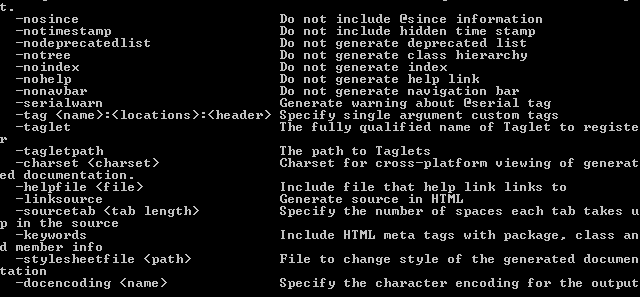 t.
-nosince Do not include @since information
-notimestamp Do not include hidden time stamp
-nodeprecatedlist Do not generate deprecated list
-notree Do not generate class hierarchy
-noindex Do not generate index
-nohelp Do not generate help link
-nonavbar Do not generate navigation bar
-serialwarn Generate warning about @serial tag
-tag <name>:<locations>:<header> Specify single argument custom tags
-taglet The fully qualified name of Taglet to registe
r
-tagletpath The path to Taglets
-charset <charset> Charset for cross-platform viewing of generat
ed documentation.
-helpfile <file> Include file that help link links to
-linksource Generate source in HTML
-sourcetab <tab length> Specify the number of spaces each tab takes u
p in the source
-keywords Include HTML meta tags with package, class an
d member info
-stylesheetfile <path> File to change style of the generated documen
tation
-docencoding <name> Specify the character encoding for the output